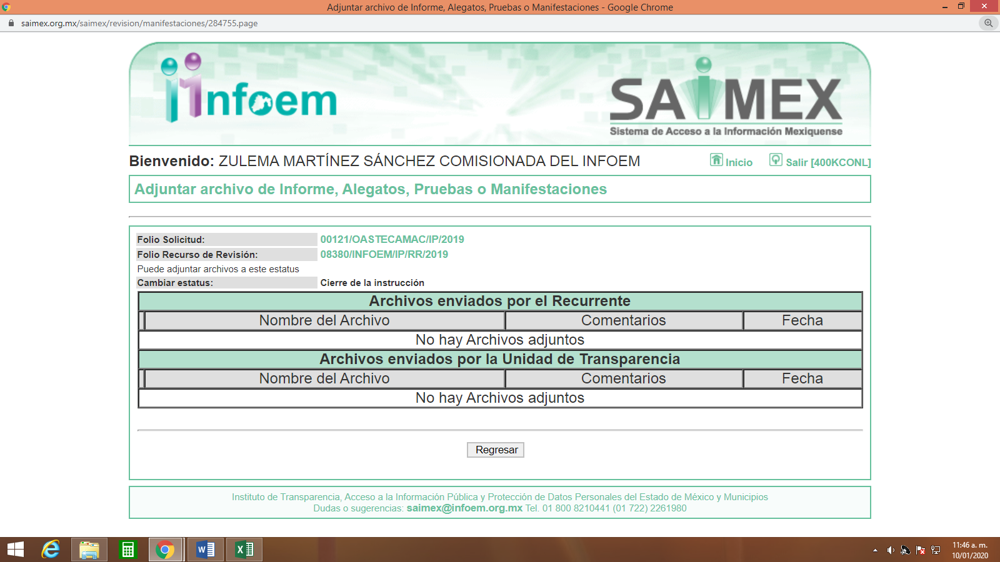 Adjuntar archivo de Informe, Alegatos, Pruebas o Manifestaciones - Google Chrome
saimex.org.mx/saimex/revision/manifestaciones/284755.page
infoem
SAIMEX
Sistema de Acceso a la Información Mexiquense
Bienvenido: ZULEMA MARTÍNEZ SÁNCHEZ COMISIONADA DEL INFOEM Inicio Salir [400KCONL]
Adjuntar archivo de Informe, Alegatos, Pruebas o Manifestaciones
Folio Solicitud: 00121/OASTECAMAC/IP/2019
Folio Recurso de Revisión: 08380/INFOEM/IP/RR/2019
Puede adjuntar archivos a este estatus
Cambiar estatus: Cierre de la instrucción
Archivos enviados por el Recurrente
Nombre del Archivo Comentarios Fecha
No hay Archivos adjuntos
Archivos enviados por la Unidad de Transparencia
Nombre del Archivo Comentarios Fecha
No hay Archivos adjuntos
Regresar
Instituto de Transparencia, Acceso a la Información Pública y Protección de Datos Personales del Estado de México y Municipios
Dudas o sugerencias: saimex@infoem.org.mx Tel. 01 800 8210441 (01 722) 2261980
11:46 a. m.
10/01/2020